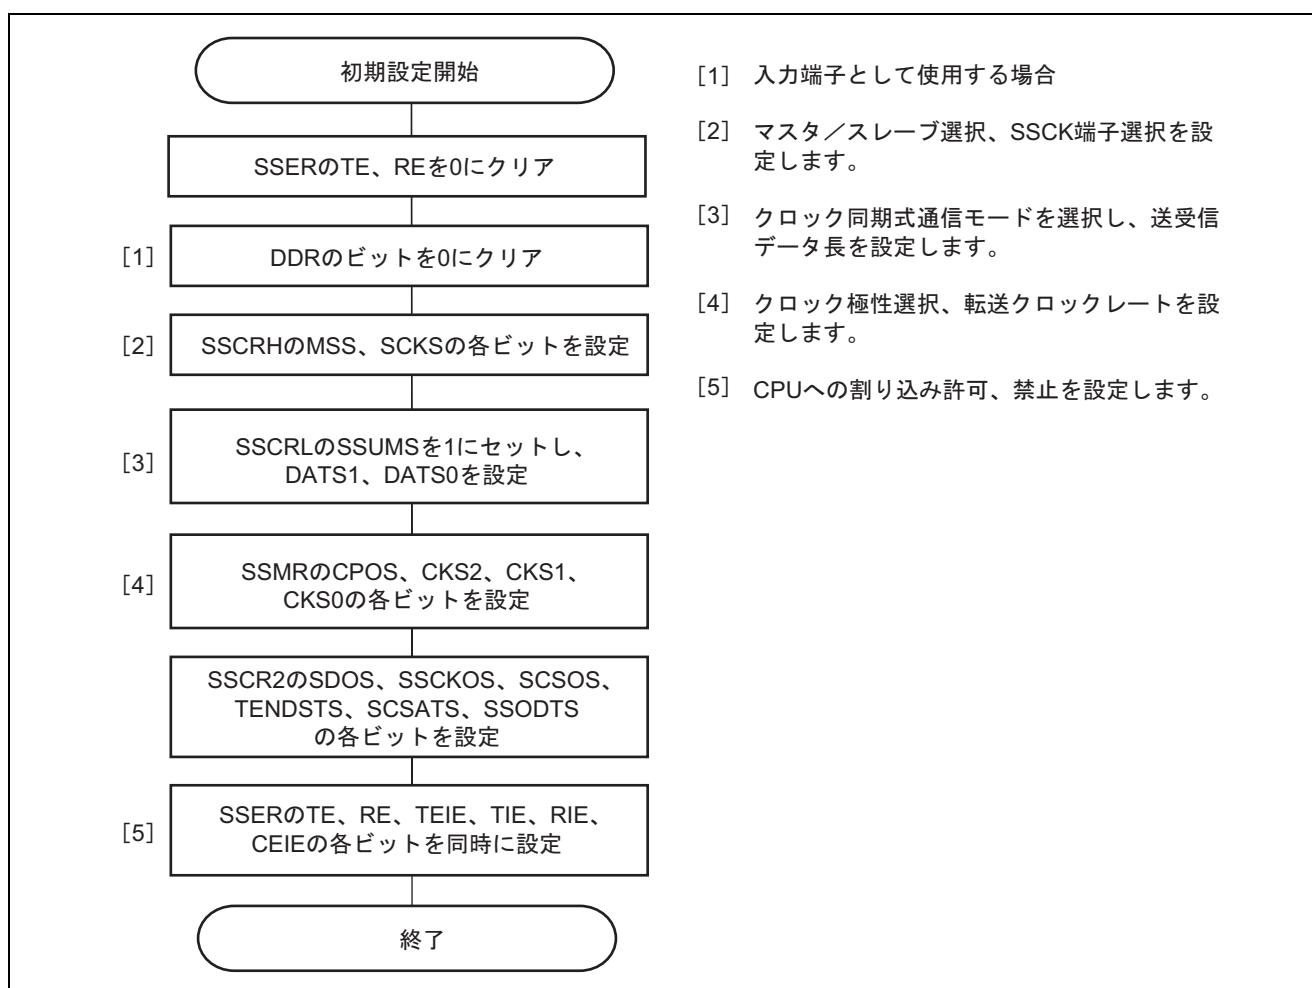 初期設定開始
SSERのTE、REを0にクリア
[1] DDRのビットを0にクリア
[2] SSCRHのMSS、SCKSの各ビットを設定
[3] SSCRLのSSUMSを1にセットし、
DATS1、DATS0を設定
[4] SSMRのCPOS、CKS2、CKS1、
CKS0の各ビットを設定
SSCR2のSDOS、SSCKOS、SCSOS、
TENDSTS、SCSATS、SSODTS
の各ビットを設定
[5] SSERのTE、RE、TEIE、TIE、RIE、
CEIEの各ビットを同時に設定
終了
[1] 入力端子として使用する場合
[2] マスタ／スレーブ選択、SSCK端子選択を設
定します。
[3] クロック同期式通信モードを選択し、送受信
データ長を設定します。
[4] クロック極性選択、転送クロックレートを設
定します。
[5] CPUへの割り込み許可、禁止を設定します。